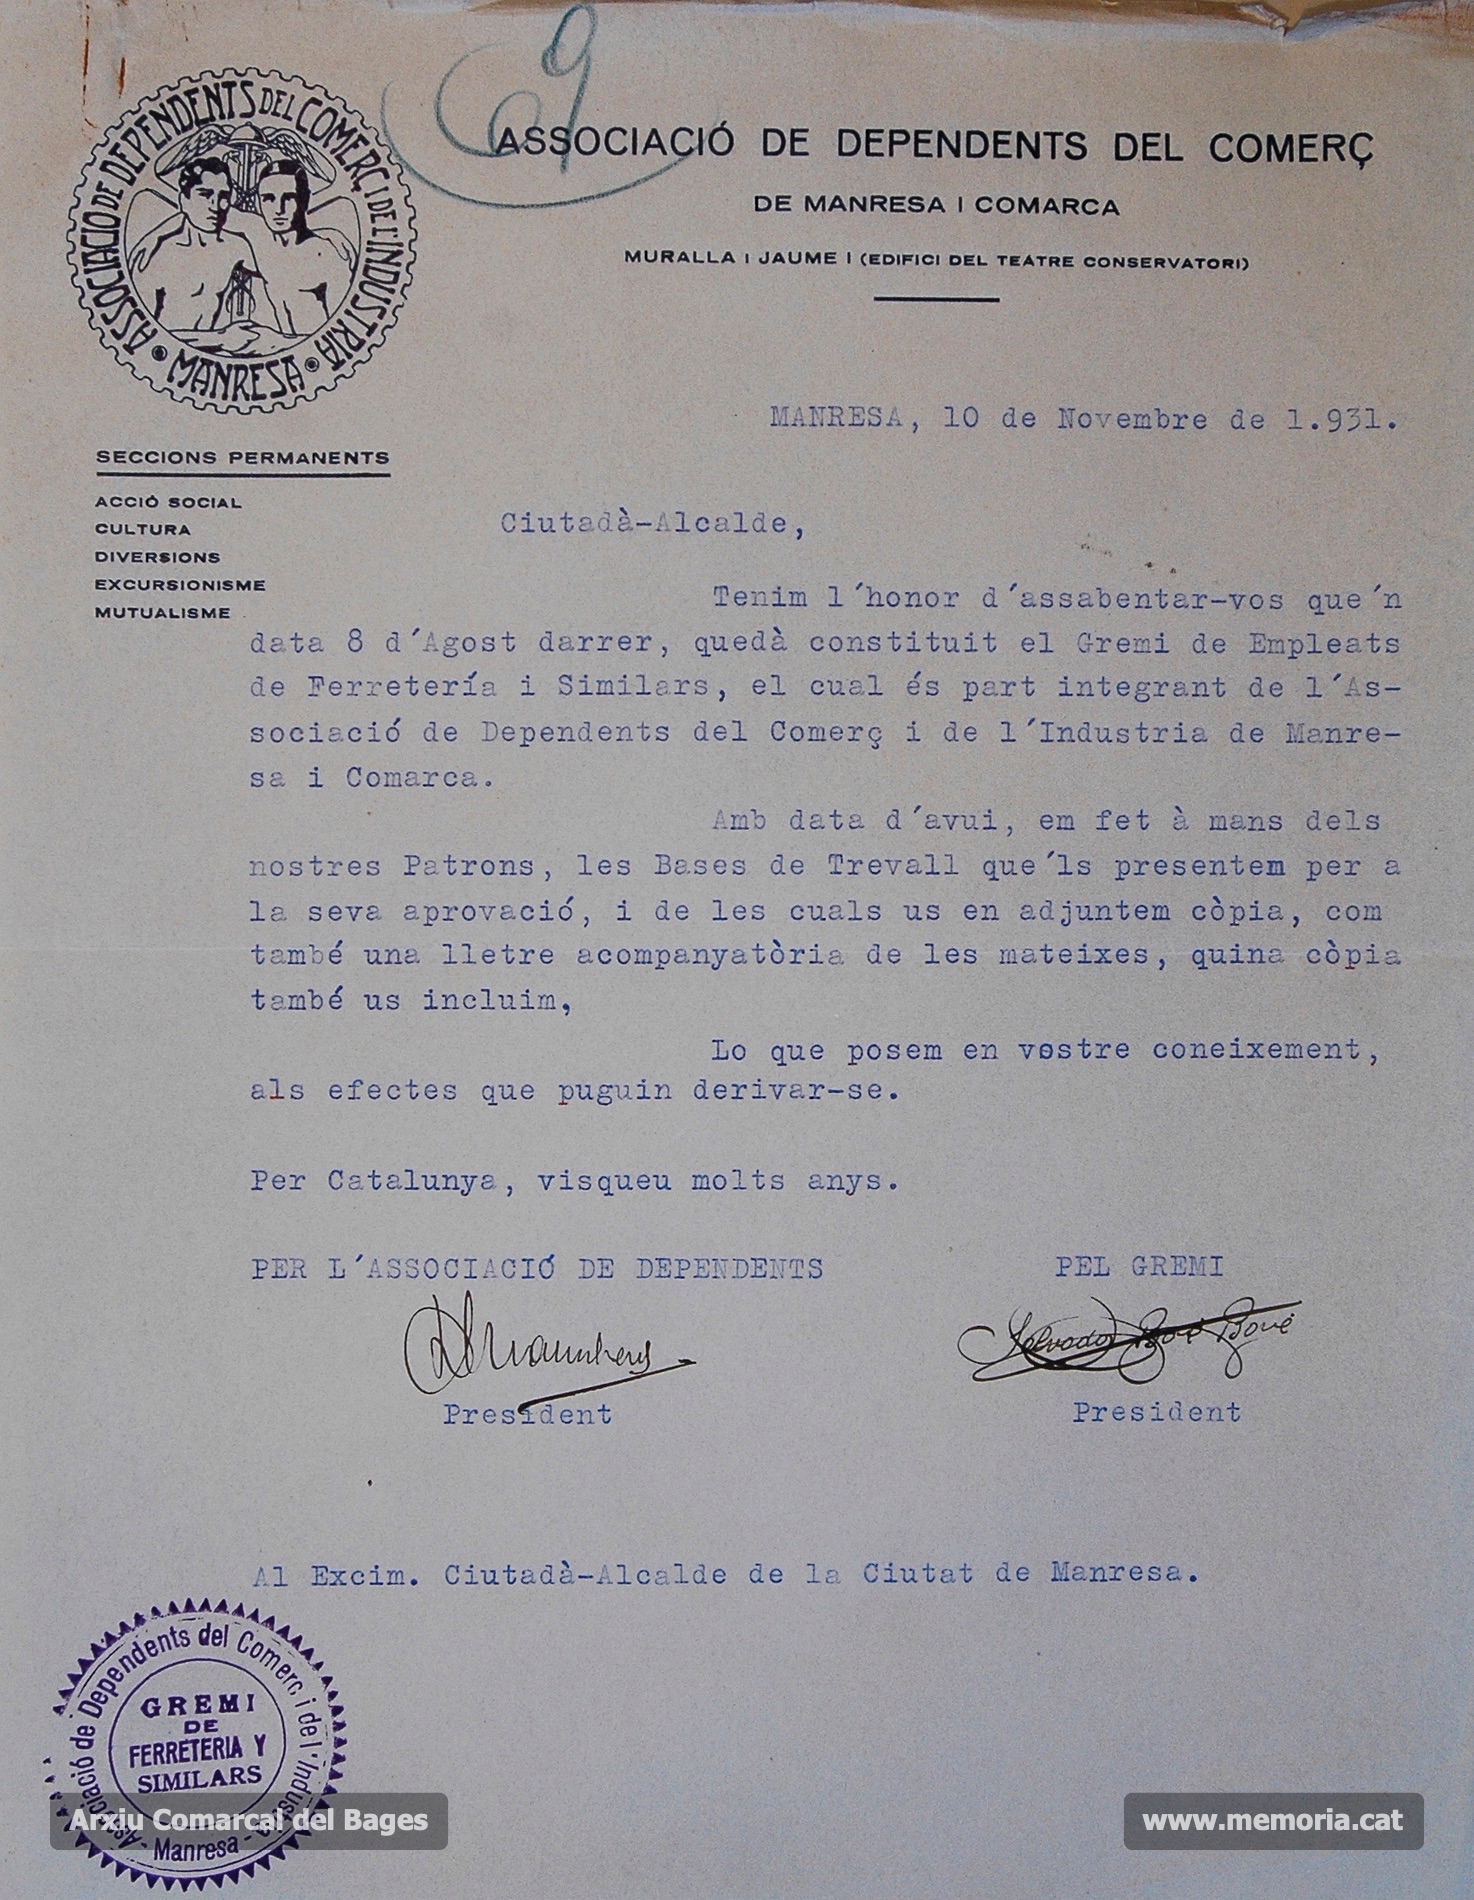 9
ASSOCIACIÓ DE DEPENDENTS DEL COMERÇ I DE L'INDUSTRIA
• MANRESA •
ASSOCIACIÓ DE DEPENDENTS DEL COMERÇ
DE MANRESA I COMARCA
MURALLA I JAUME I (EDIFICI DEL TEATRE CONSERVATORI)
MANRESA, 10 de Novembre de 1.931.
SECCIONS PERMANENTS
ACCIÓ SOCIAL
CULTURA
DIVERSIONS
EXCURSIONISME
MUTUALISME
Ciutadà-Alcalde,
Tenim l´honor d´assabentar-vos que´n
data 8 d´Agost darrer, quedà constituit el Gremi de Empleats
de Ferretería i Similars, el cual és part integrant de l´As-
sociació de Dependents del Comerç i de l´Industria de Manre-
sa i Comarca.
Amb data d´avui, em fet à mans dels
nostres Patrons, les Bases de Trevall que´ls presentem per a
la seva aprovació, i de les cuals us en adjuntem còpia, com
també una lletre acompanyatòria de les mateixes, quina còpia
també us incluim,
Lo que posem en vostre coneixement,
als efectes que puguin derivar-se.
Per Catalunya, visqueu molts anys.
PER L´ASSOCIACIÓ DE DEPENDENTS PEL GREMI
Salvador Bové
President President
Al Excim. Ciutadà-Alcalde de la Ciutat de Manresa.
Associació de Dependents del Comerç i de l'Industria
- Manresa -
GREMI
DE
FERRETERIA Y
SIMILARS
Arxiu Comarcal del Bages
www.memoria.cat